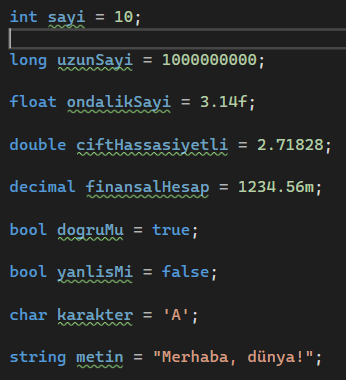 int sayi = 10;
long uzunSayi = 1000000000;
float ondalikSayi = 3.14f;
double ciftHassasiyetli = 2.71828;
decimal finansalHesap = 1234.56m;
bool dogruMu = true;
bool yanlisMi = false;
char karakter = 'A';
string metin = "Merhaba, dünya!";